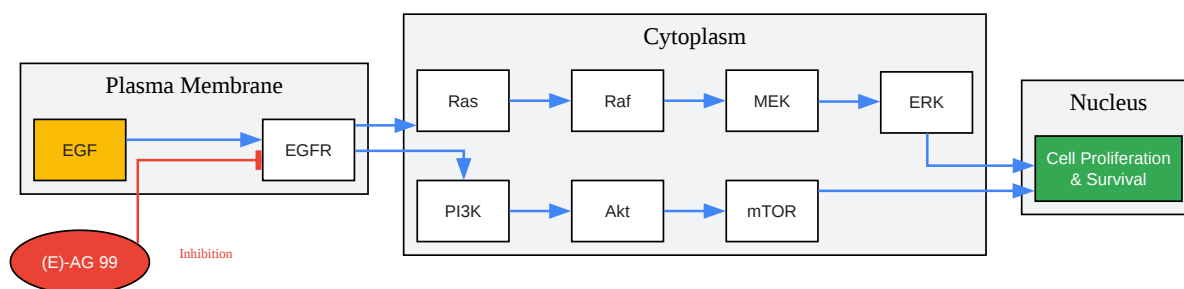 Plasma Membrane
EGF
EGFR
(E)-AG 99
Inhibition
Cytoplasm
Ras
Raf
MEK
ERK
PI3K
Akt
mTOR
Nucleus
Cell Proliferation
& Survival